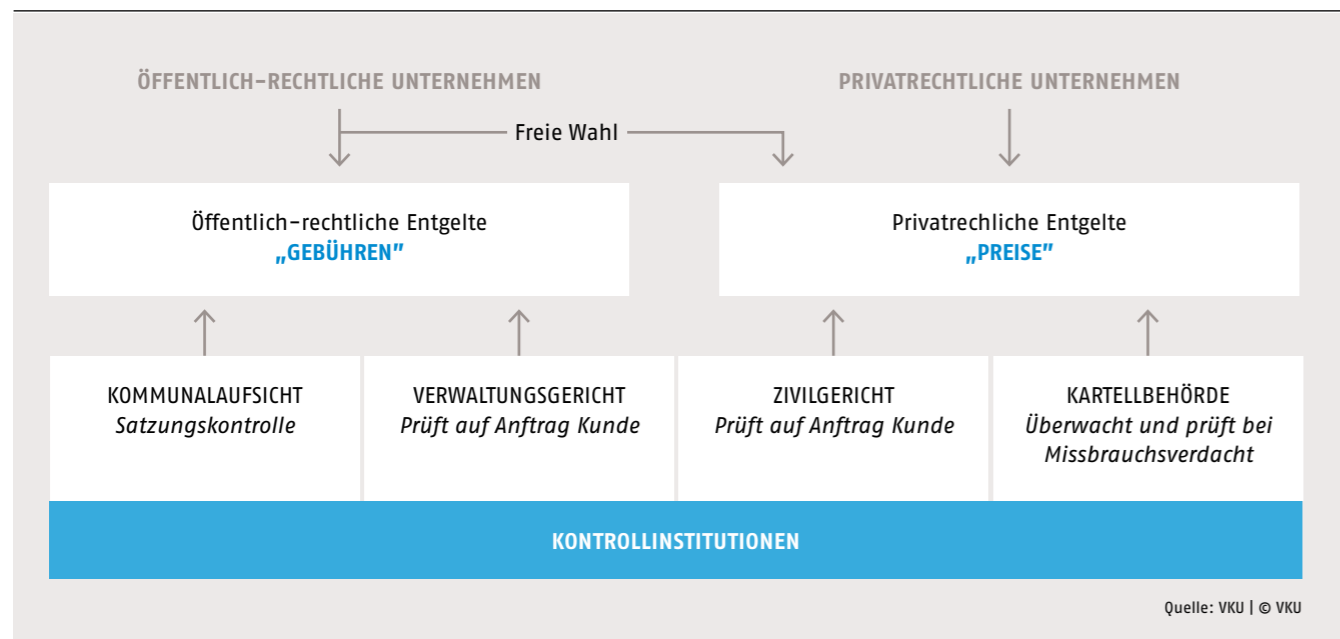 ÖFFENTLICH-RECHTLICHE UNTERNEHMEN
PRIVATRECHTLICHE UNTERNEHMEN
Freie Wahl
Öffentlich-rechtliche Entgelte
„GEBÜHREN"
Privatrechliche Entgelte
„PREISE"
KOMMUNALAUFSICHT
Satzungskontrolle
VERWALTUNGSGERICHT
Prüft auf Anftrag Kunde
ZIVILGERICHT
Prüft auf Anftrag Kunde
KARTELLBEHÖRDE
Überwacht und prüft bei
Missbrauchsverdacht
KONTROLLINSTITUTIONEN
Quelle: VKU | © VKU